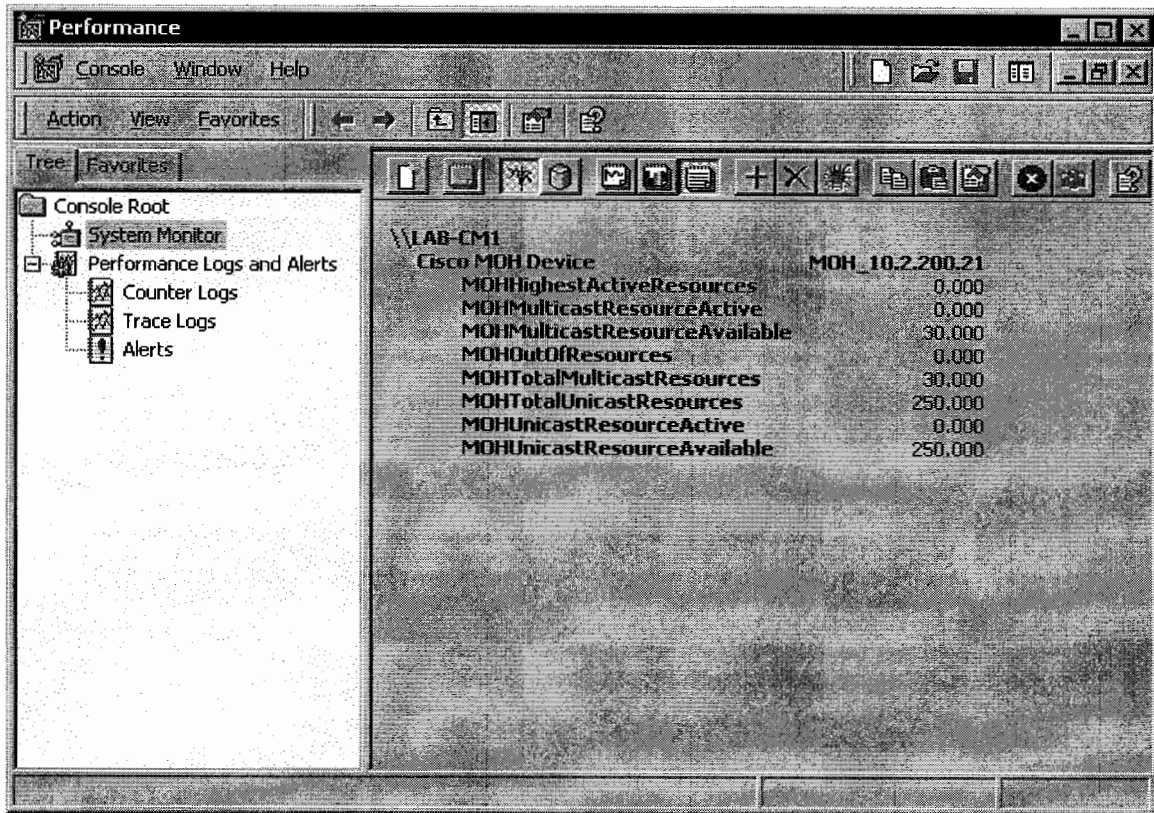 Performance
Console Window Help
Action View Favorites
Tree Favorites
Console Root
System Monitor
Performance Logs and Alerts
Counter Logs
Trace Logs
Alerts
\\LAB-CM1
Cisco MOH Device MOH_10.2.200.21
MOHHighestActiveResources 0.000
MOHMulticastResourceActive 0.000
MOHMulticastResourceAvailable 30.000
MOHOutOfResources 0.000
MOHTotalMulticastResources 30.000
MOHTotalUnicastResources 250.000
MOHUnicastResourceActive 0.000
MOHUnicastResourceAvailable 250.000